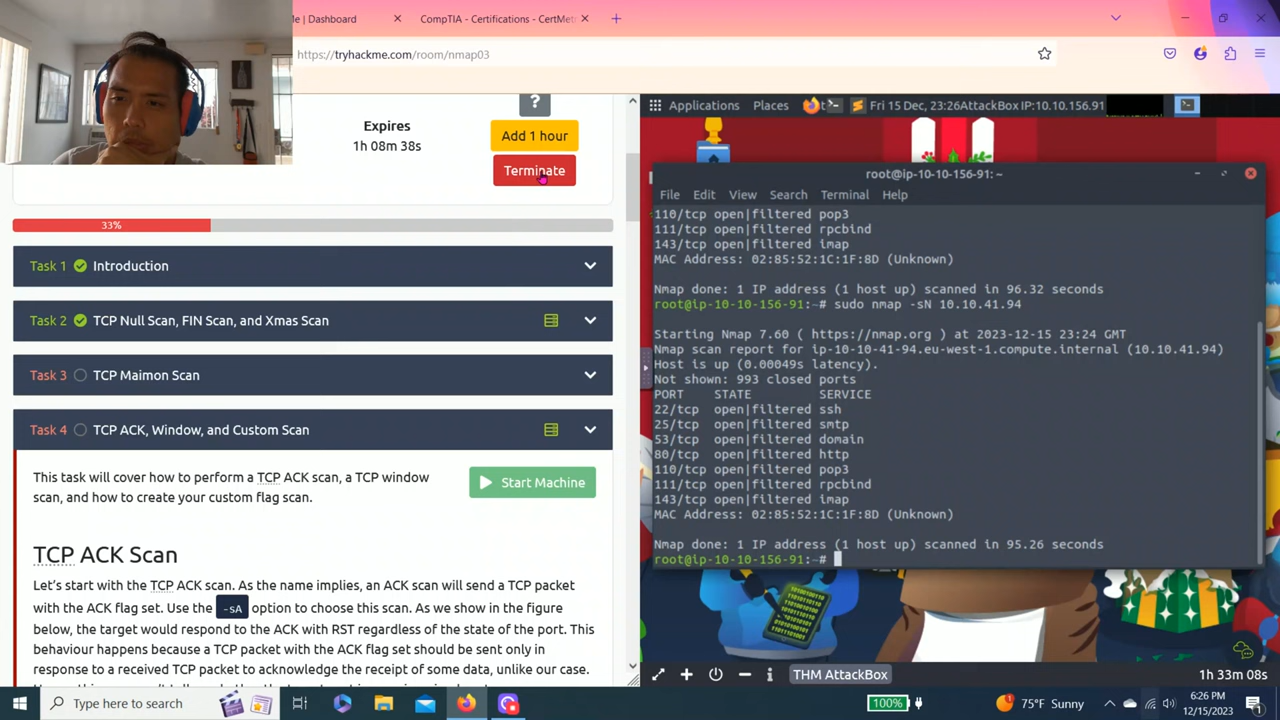 Me | Dashboard
CompTIA - Certifications - CertMet
https://tryhackme.com/room/nmap03
Expires
1h 08m 38s
?
Add 1 hour
Terminate
33%
Task 1 Introduction
Task 2 TCP Null Scan, FIN Scan, and Xmas Scan
Task 3 TCP Maimon Scan
Task 4 TCP ACK, Window, and Custom Scan
This task will cover how to perform a TCP ACK scan, a TCP window
scan, and how to create your custom flag scan.
Start Machine
TCP ACK Scan
Let's start with the TCP ACK scan. As the name implies, an ACK scan will send a TCP packet
with the ACK flag set. Use the -sA option to choose this scan. As we show in the figure
below, the target would respond to the ACK with RST regardless of the state of the port. This
behaviour happens because a TCP packet with the ACK flag set should be sent only in
response to a received TCP packet to acknowledge the receipt of some data, unlike our case.
Applications Places Fri 15 Dec, 23:26 AttackBox IP:10.10.156.91
root@ip-10-10-156-91: ~
File Edit View Search Terminal Help
110/tcp open|filtered pop3
111/tcp open|filtered rpcbind
143/tcp open|filtered imap
MAC Address: 02:85:52:1C:1F:8D (Unknown)
Nmap done: 1 IP address (1 host up) scanned in 96.32 seconds
root@ip-10-10-156-91:~# sudo nmap -sN 10.10.41.94
Starting Nmap 7.60 ( https://nmap.org ) at 2023-12-15 23:24 GMT
Nmap scan report for ip-10-10-41-94.eu-west-1.compute.internal (10.10.41.94)
Host is up (0.00049s latency).
Not shown: 993 closed ports
PORT STATE SERVICE
22/tcp open|filtered ssh
25/tcp open|filtered smtp
53/tcp open|filtered domain
80/tcp open|filtered http
110/tcp open|filtered pop3
111/tcp open|filtered rpcbind
143/tcp open|filtered imap
MAC Address: 02:85:52:1C:1F:8D (Unknown)
Nmap done: 1 IP address (1 host up) scanned in 95.26 seconds
root@ip-10-10-156-91:~#
THM AttackBox
1h 33m 08s
Type here to search
100%
75°F Sunny
6:26 PM
12/15/2023
1